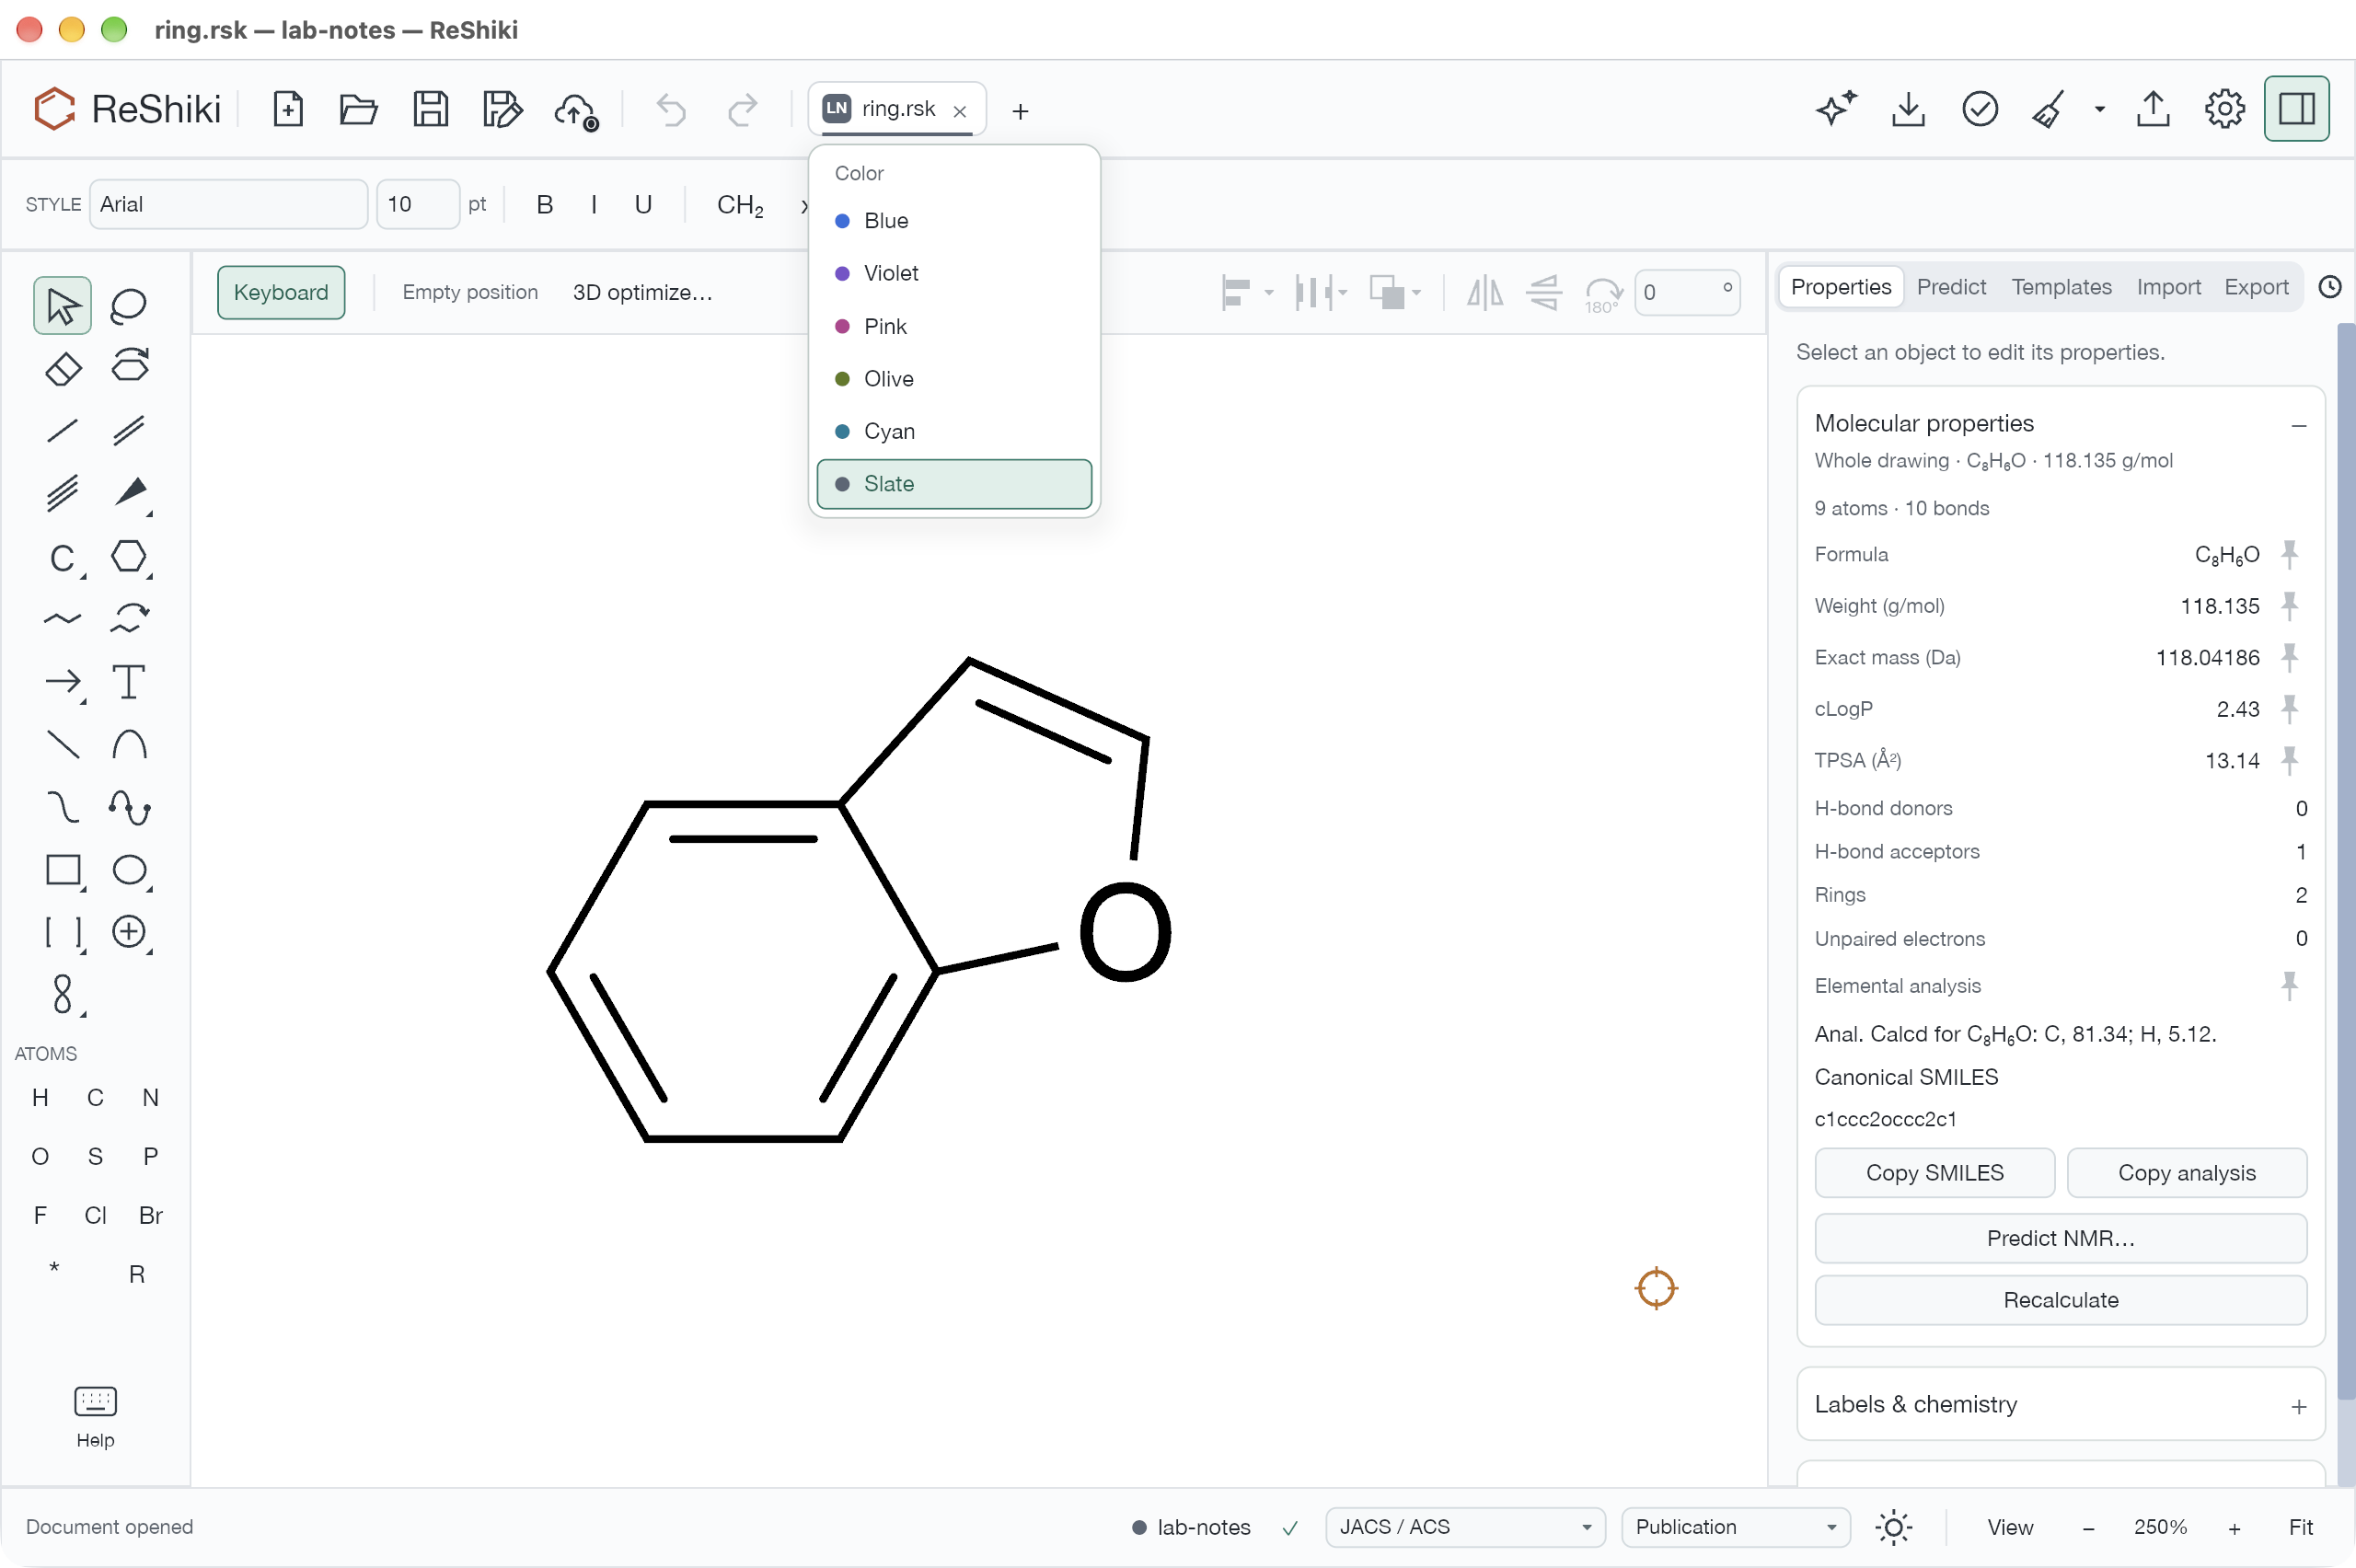 ring.rsk — lab-notes — ReShiki
ReShiki
LN ring.rsk × +
STYLE Arial 10 pt B I U CH₂
Color
Blue
Violet
Pink
Olive
Cyan
Slate
Keyboard Empty position 3D optimize...
180° 0 °
Properties Predict Templates Import Export
Select an object to edit its properties.
Molecular properties –
Whole drawing · C₈H₆O · 118.135 g/mol
9 atoms · 10 bonds
Formula C₈H₆O
Weight (g/mol) 118.135
Exact mass (Da) 118.04186
cLogP 2.43
TPSA (Å²) 13.14
H-bond donors 0
H-bond acceptors 1
Rings 2
Unpaired electrons 0
Elemental analysis
Anal. Calcd for C₈H₆O: C, 81.34; H, 5.12.
Canonical SMILES
c1ccc2occc2c1
Copy SMILES Copy analysis
Predict NMR...
Recalculate
Labels & chemistry +
C
T
[ ]
ATOMS
H C N
O S P
F Cl Br
* R
Help
O
Document opened
lab-notes ✓ JACS / ACS Publication View – 250% + Fit